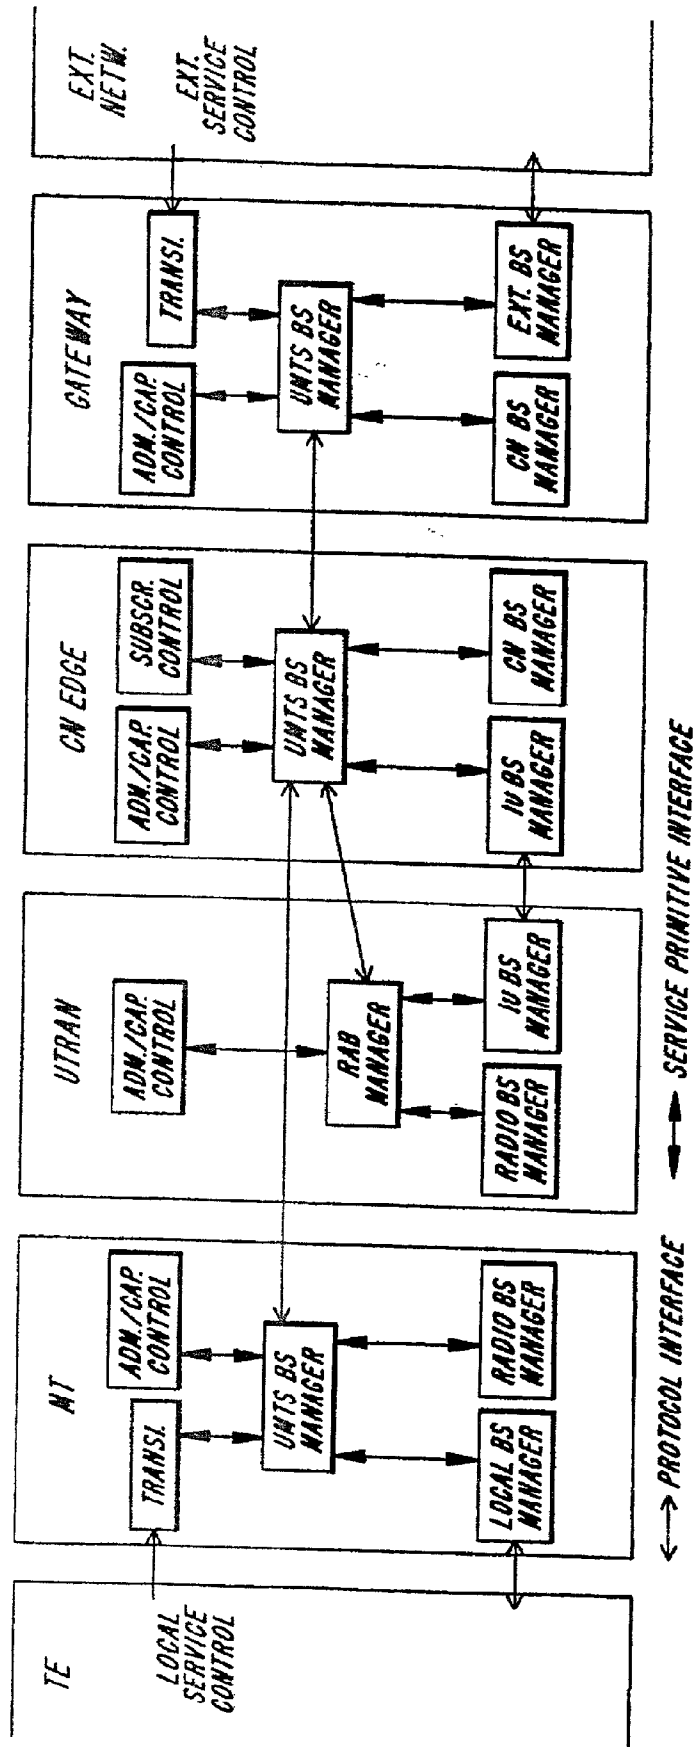 TE
LOCAL
SERVICE
CONTROL
MT
TRANSL.
ADM./CAP.
CONTROL
UMTS BS
MANAGER
LOCAL BS
MANAGER
RADIO BS
MANAGER
UTRAN
ADM./CAP.
CONTROL
RAB
MANAGER
RADIO BS
MANAGER
IU BS
MANAGER
CN EDGE
ADM./CAP.
CONTROL
SUBSCR.
CONTROL
UMTS BS
MANAGER
IU BS
MANAGER
CN BS
MANAGER
GATEWAY
ADM./CAP.
CONTROL
TRANSL.
UMTS BS
MANAGER
CN BS
MANAGER
EXT. BS
MANAGER
EXT.
NETW.
EXT.
SERVICE
CONTROL
PROTOCOL INTERFACE
SERVICE PRIMITIVE INTERFACE